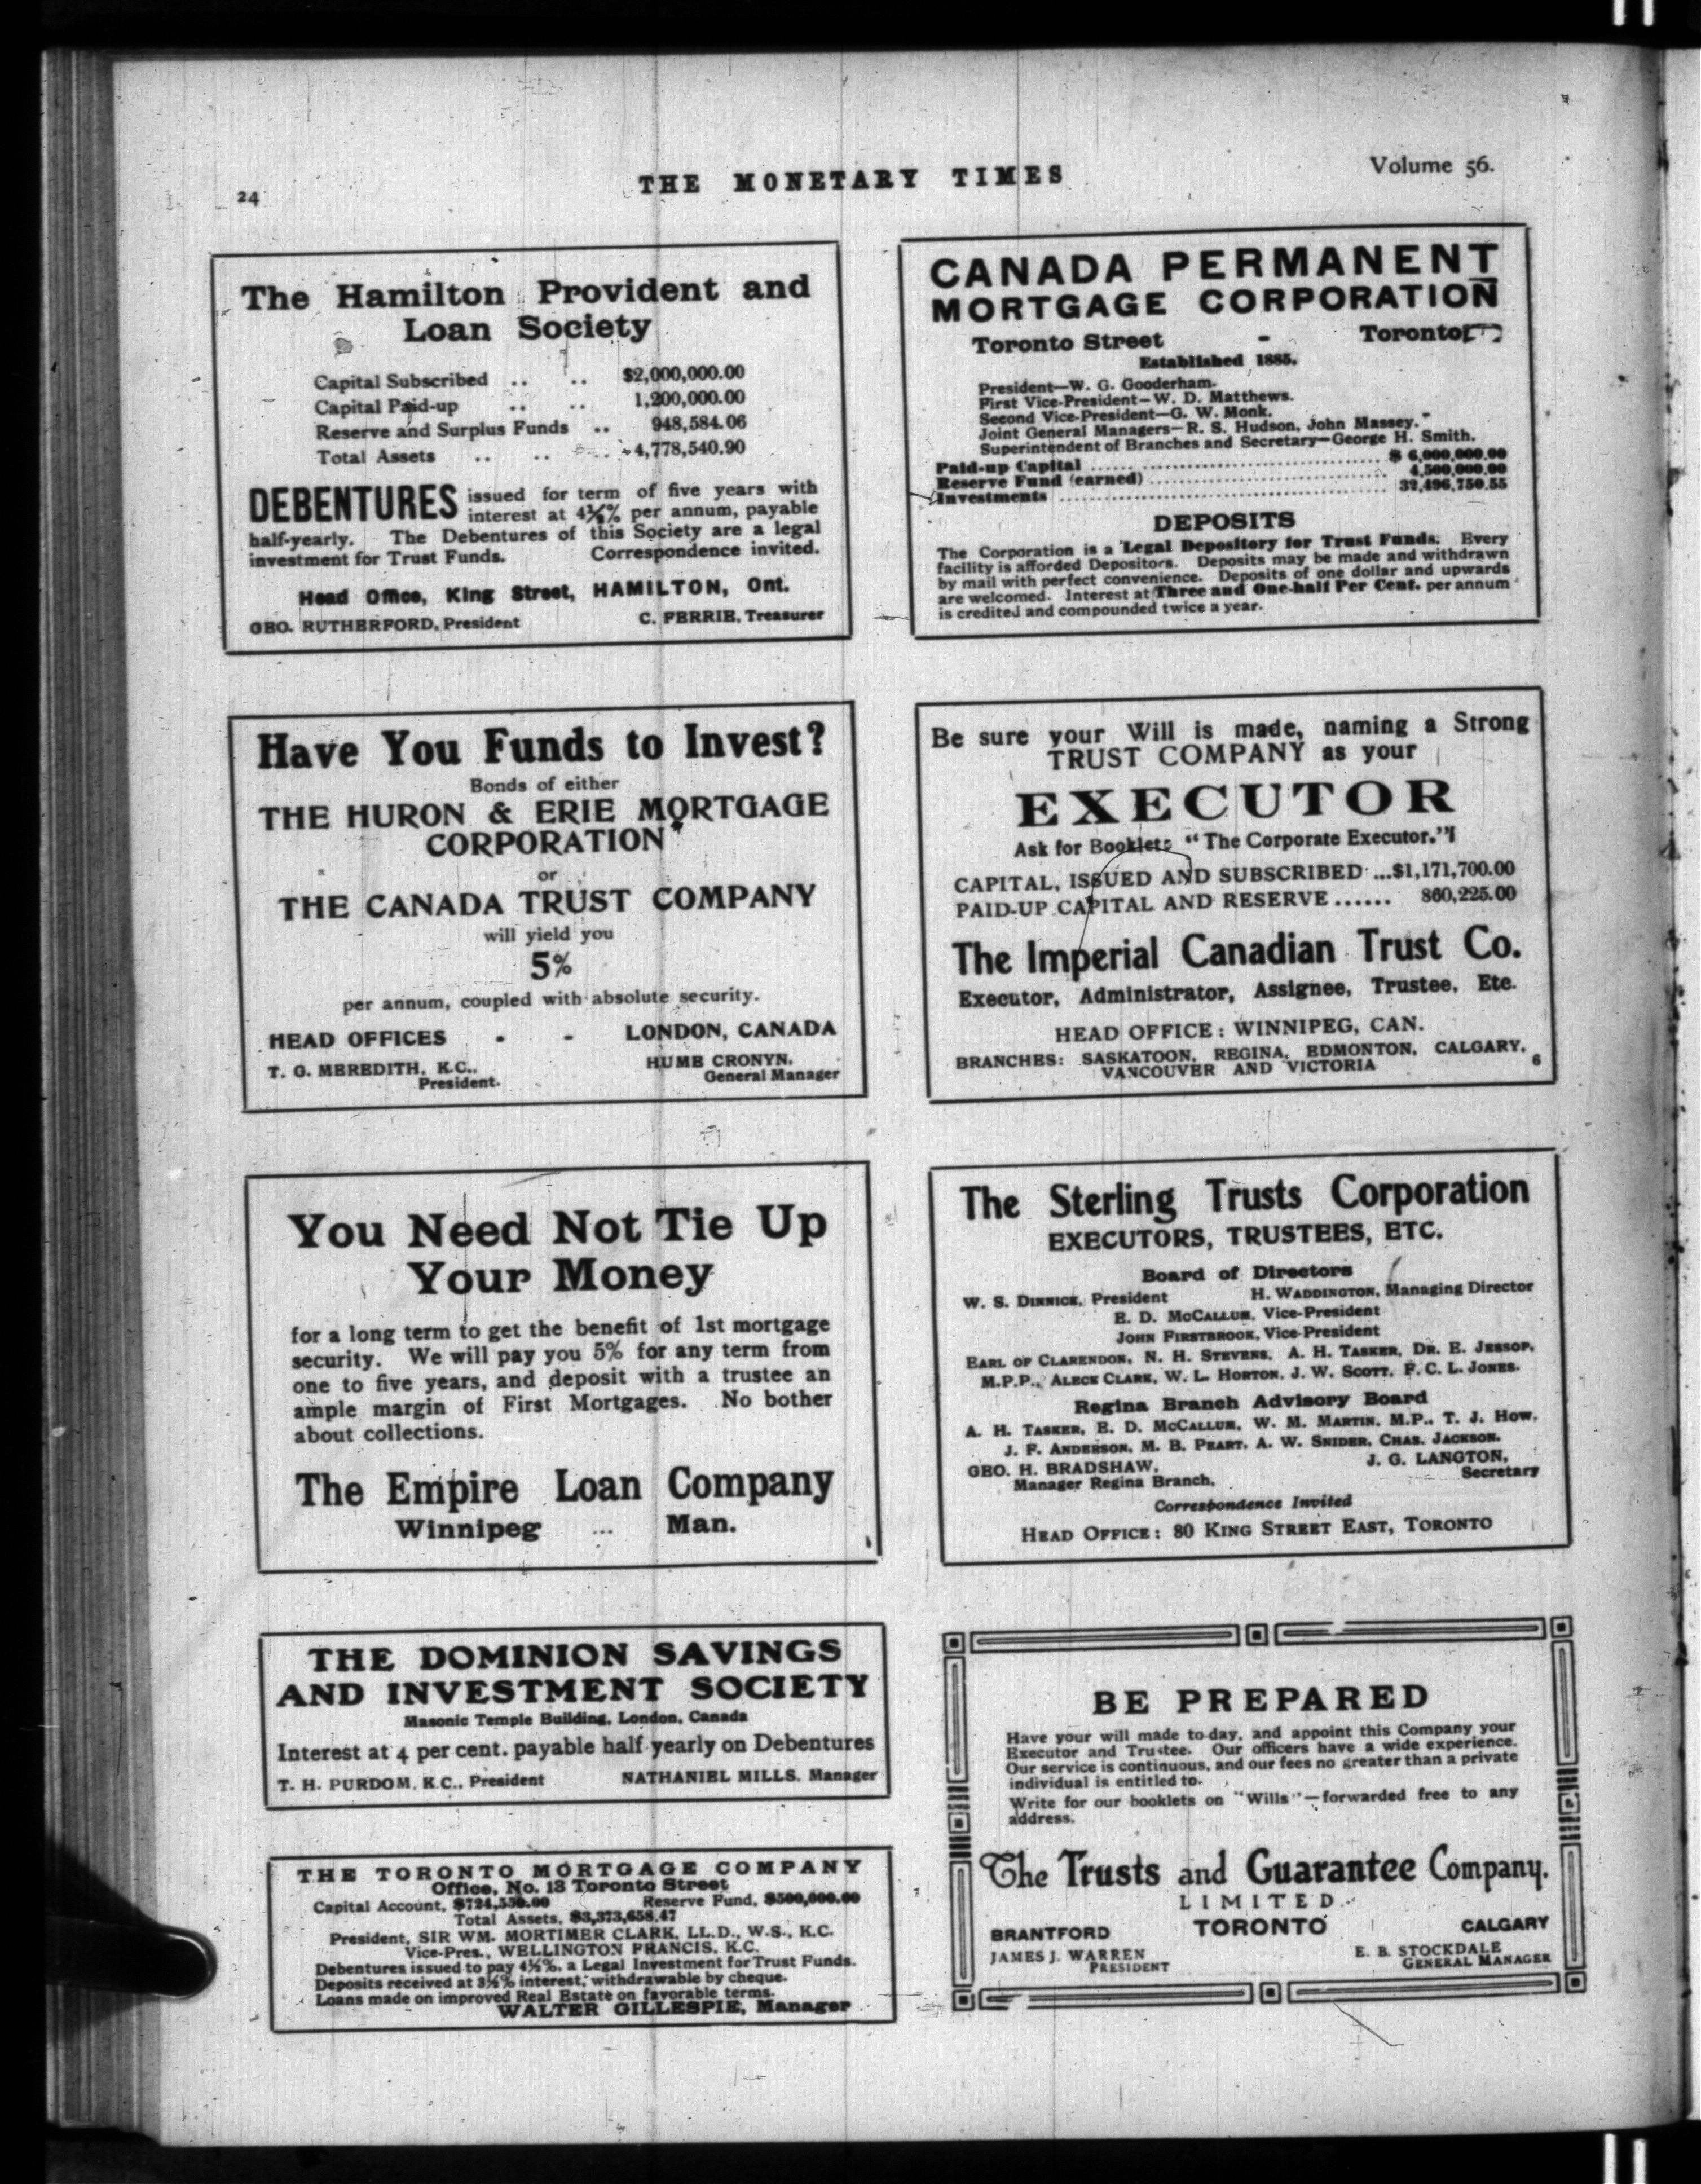 24
THE MONETARY TIMES
Volume 56.
The Hamilton Provident and
Loan Society
Capital Subscribed .. .. $2,000,000.00
Capital Paid-up .. .. 1,200,000.00
Reserve and Surplus Funds .. 948,584.06
Total Assets .. .. .. 4,778,540.90
DEBENTURES issued for term of five years with
interest at 4½% per annum, payable
half-yearly. The Debentures of this Society are a legal
investment for Trust Funds. Correspondence invited.
Head Office, King Street, HAMILTON, Ont.
GEO. RUTHERFORD, President C. FERRIE, Treasurer
CANADA PERMANENT
MORTGAGE CORPORATION
Toronto Street - Toronto
Established 1885.
President—W. G. Gooderham.
First Vice-President—W. D. Matthews.
Second Vice-President—G. W. Monk.
Joint General Managers—R. S. Hudson, John Massey.
Superintendent of Branches and Secretary—George H. Smith.
Paid-up Capital ...... $ 6,000,000.00
Reserve Fund (earned) ...... 4,500,000.00
Investments ...... 32,496,750.55
DEPOSITS
The Corporation is a Legal Depository for Trust Funds. Every
facility is afforded Depositors. Deposits may be made and withdrawn
by mail with perfect convenience. Deposits of one dollar and upwards
are welcomed. Interest at Three and One-half Per Cent. per annum
is credited and compounded twice a year.
Have You Funds to Invest?
Bonds of either
THE HURON & ERIE MORTGAGE
CORPORATION
or
THE CANADA TRUST COMPANY
will yield you
5%
per annum, coupled with absolute security.
HEAD OFFICES - - LONDON, CANADA
T. G. MEREDITH, K.C., HUME CRONYN,
President. General Manager
Be sure your Will is made, naming a Strong
TRUST COMPANY as your
EXECUTOR
Ask for Booklet: "The Corporate Executor."
CAPITAL, ISSUED AND SUBSCRIBED ...$1,171,700.00
PAID-UP CAPITAL AND RESERVE ...... 860,225.00
The Imperial Canadian Trust Co.
Executor, Administrator, Assignee, Trustee, Etc.
HEAD OFFICE: WINNIPEG, CAN.
BRANCHES: SASKATOON, REGINA, EDMONTON, CALGARY,
VANCOUVER AND VICTORIA 6
You Need Not Tie Up
Your Money
for a long term to get the benefit of 1st mortgage
security. We will pay you 5% for any term from
one to five years, and deposit with a trustee an
ample margin of First Mortgages. No bother
about collections.
The Empire Loan Company
Winnipeg ... Man.
The Sterling Trusts Corporation
EXECUTORS, TRUSTEES, ETC.
Board of Directors
W. S. DINNICK, President H. WADDINGTON, Managing Director
E. D. MCCALLUM, Vice-President
JOHN FIRSTBROOK, Vice-President
EARL OF CLARENDON, N. H. STEVENS, A. H. TASKER, DR. E. JESSOP,
M.P.P., ALECK CLARK, W. L. HORTON, J. W. SCOTT, F. C. L. JONES.
Regina Branch Advisory Board
A. H. TASKER, E. D. MCCALLUM, W. M. MARTIN, M.P., T. J. HOW,
J. F. ANDERSON, M. B. PEART, A. W. SNIDER, CHAS. JACKSON.
GEO. H. BRADSHAW, J. G. LANGTON,
Manager Regina Branch, Secretary
Correspondence Invited
HEAD OFFICE: 80 KING STREET EAST, TORONTO
THE DOMINION SAVINGS
AND INVESTMENT SOCIETY
Masonic Temple Building, London, Canada
Interest at 4 per cent. payable half yearly on Debentures
T. H. PURDOM, K.C., President NATHANIEL MILLS, Manager
THE TORONTO MORTGAGE COMPANY
Office, No. 13 Toronto Street
Capital Account, $724,550.00 Reserve Fund, $500,000.00
Total Assets, $3,373,658.47
President, SIR WM. MORTIMER CLARK, LL.D., W.S., K.C.
Vice-Pres., WELLINGTON FRANCIS, K.C.
Debentures issued to pay 4½%, a Legal Investment for Trust Funds.
Deposits received at 3½% interest, withdrawable by cheque.
Loans made on improved Real Estate on favorable terms.
WALTER GILLESPIE, Manager
BE PREPARED
Have your will made to-day, and appoint this Company your
Executor and Trustee. Our officers have a wide experience.
Our service is continuous, and our fees no greater than a private
individual is entitled to.
Write for our booklets on "Wills"—forwarded free to any
address.
The Trusts and Guarantee Company.
LIMITED
BRANTFORD TORONTO CALGARY
JAMES J. WARREN E. B. STOCKDALE
PRESIDENT GENERAL MANAGER